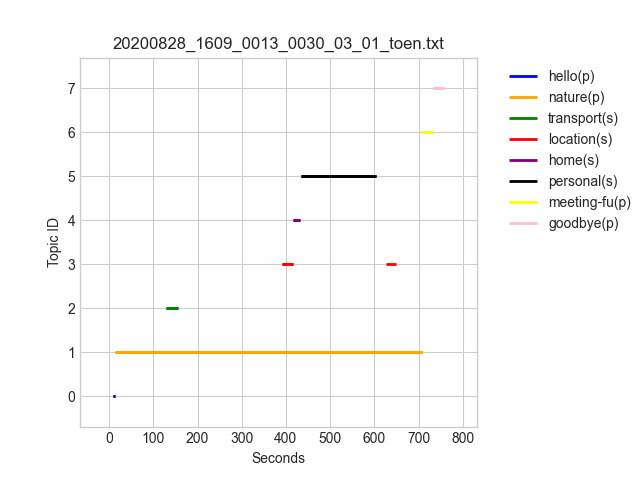 20200828_1609_0013_0030_03_01_toen.txt
hello(p)
nature(p)
transport(s)
location(s)
home(s)
personal(s)
meeting-fu(p)
goodbye(p)
Topic ID
7
6
5
4
3
2
1
0
0 100 200 300 400 500 600 700 800
Seconds